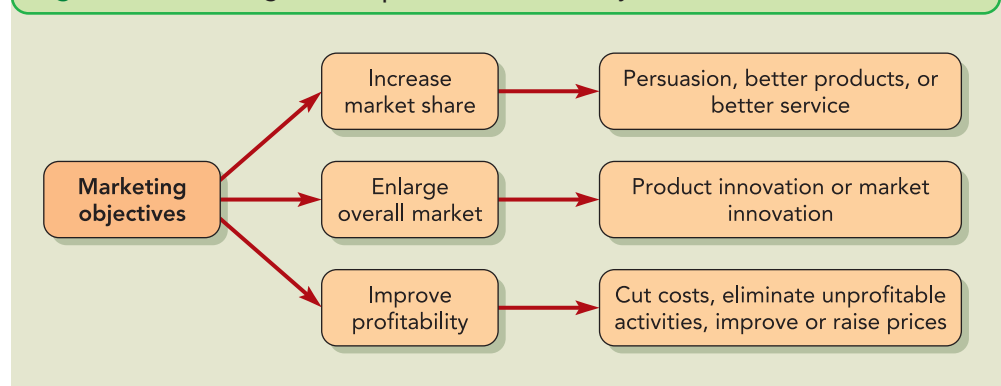 Increase
market share
Persuasion, better products, or
better service
Marketing
objectives
Enlarge
overall market
Product innovation or market
innovation
Improve
profitability
Cut costs, eliminate unprofitable
activities, improve or raise prices